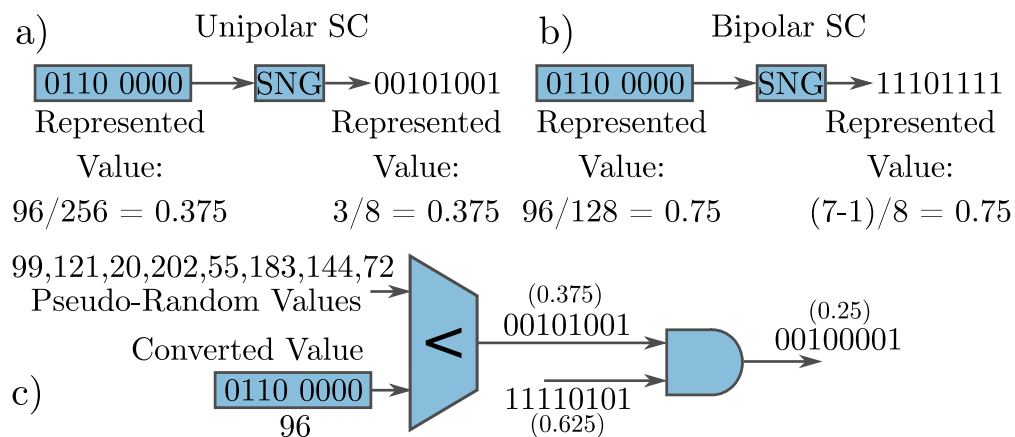 a)
Unipolar SC
0110 0000
SNG
00101001
Represented
Value:
96/256 = 0.375
Represented
Value:
3/8 = 0.375
b)
Bipolar SC
0110 0000
SNG
11101111
Represented
Value:
96/128 = 0.75
Represented
Value:
(7-1)/8 = 0.75
99,121,20,202,55,183,144,72
Pseudo-Random Values
Converted Value
c)
0110 0000
96
<
(0.375)
00101001
11110101
(0.625)
(0.25)
00100001